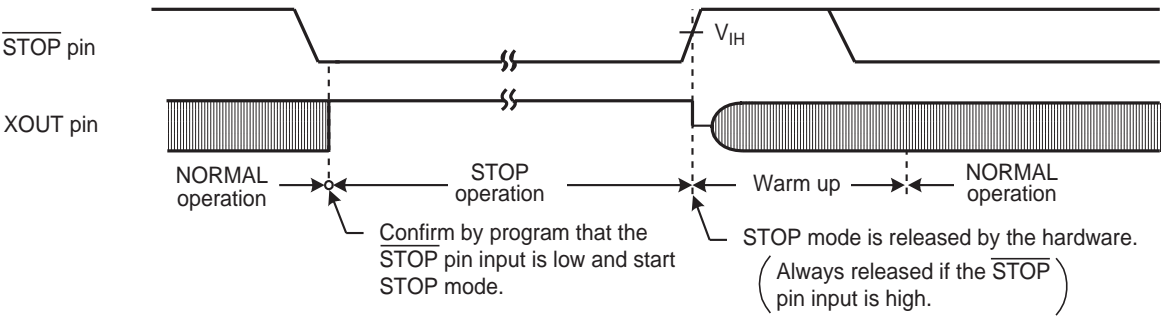 STOP pin
VIH
XOUT pin
NORMAL
operation
STOP
operation
Warm up
NORMAL
operation
Confirm by program that the
STOP pin input is low and start
STOP mode.
STOP mode is released by the hardware.
(Always released if the STOP
pin input is high.)